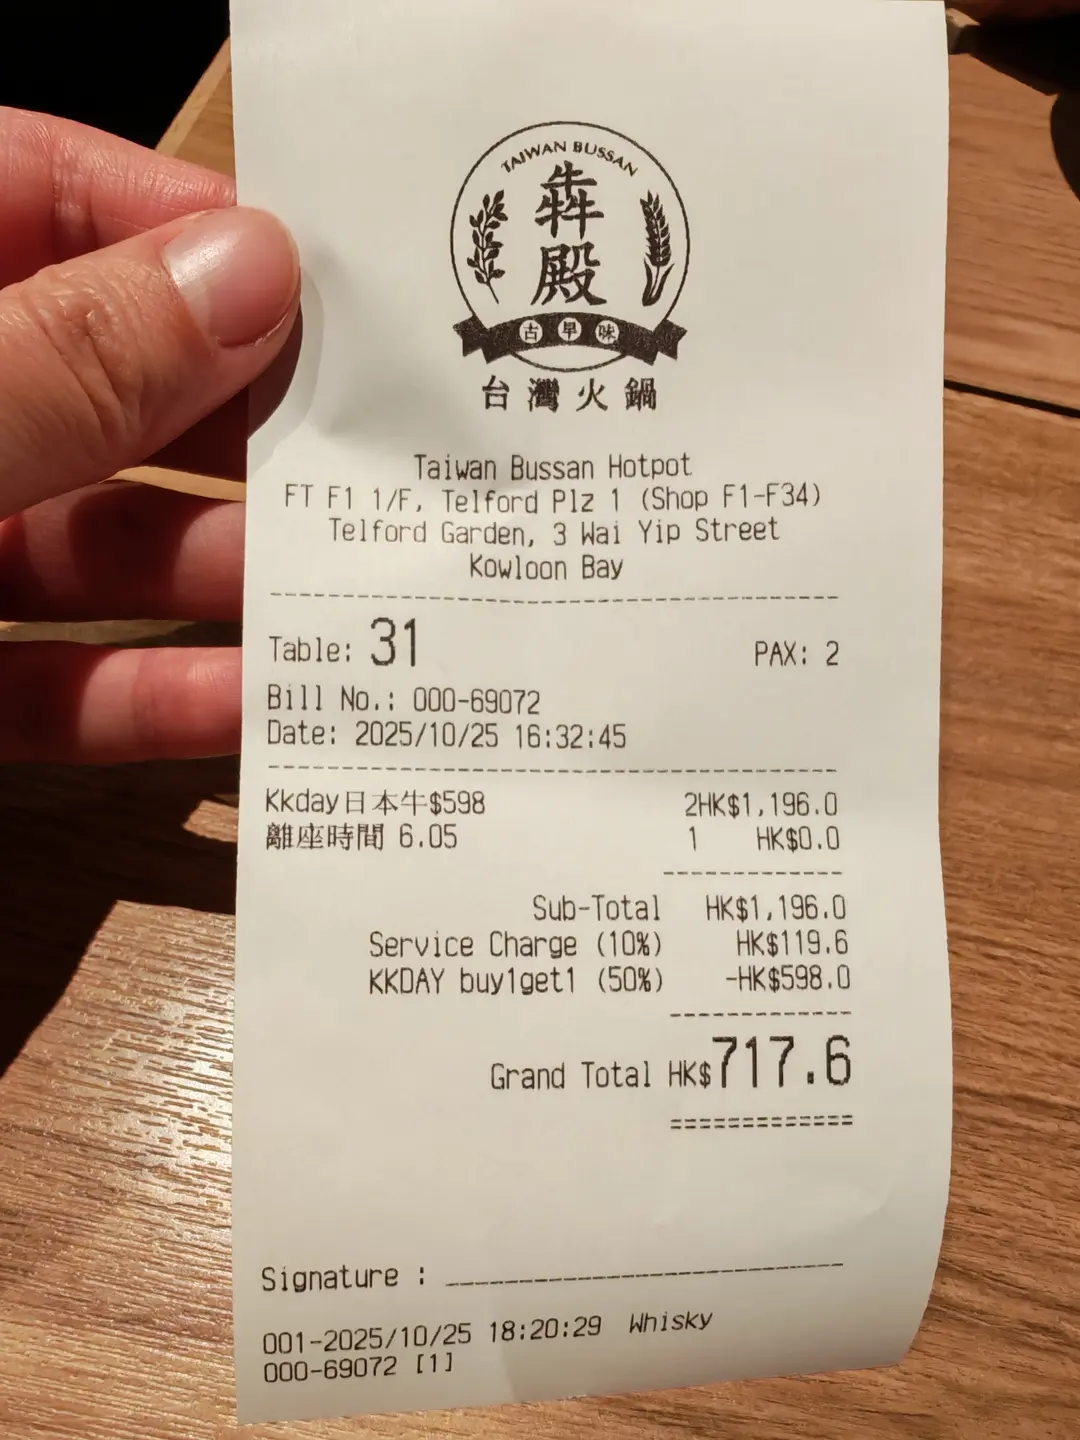 TAIWAN BUSSAN
犇殿
古早味
台灣火鍋
Taiwan Bussan Hotpot
FT F1 1/F, Telford Plz 1 (Shop F1-F34)
Telford Garden, 3 Wai Yip Street
Kowloon Bay
Table: 31 PAX: 2
Bill No.: 000-69072
Date: 2025/10/25 16:32:45
Kkday日本牛$598 2HK$1,196.0
離座時間 6.05 1 HK$0.0
Sub-Total HK$1,196.0
Service Charge (10%) HK$119.6
KKDAY buy1get1 (50%) -HK$598.0
Grand Total HK$717.6
Signature :
001-2025/10/25 18:20:29 Whisky
000-69072 [1]